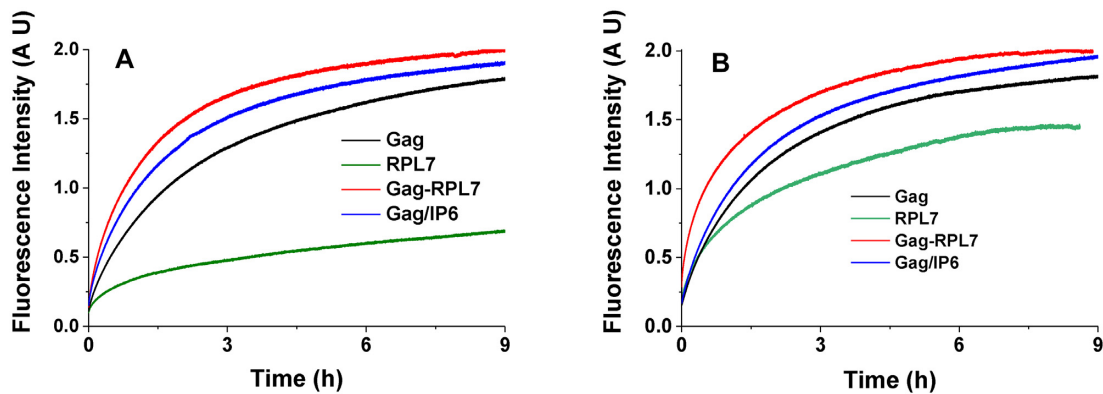 A
Fluorescence Intensity (A U)
2.0
1.5
1.0
0.5
0.0
Gag
RPL7
Gag-RPL7
Gag/IP6
0 3 6 9
Time (h)
B
Fluorescence Intensity (A U)
2.0
1.5
1.0
0.5
0.0
Gag
RPL7
Gag-RPL7
Gag/IP6
0 3 6 9
Time (h)